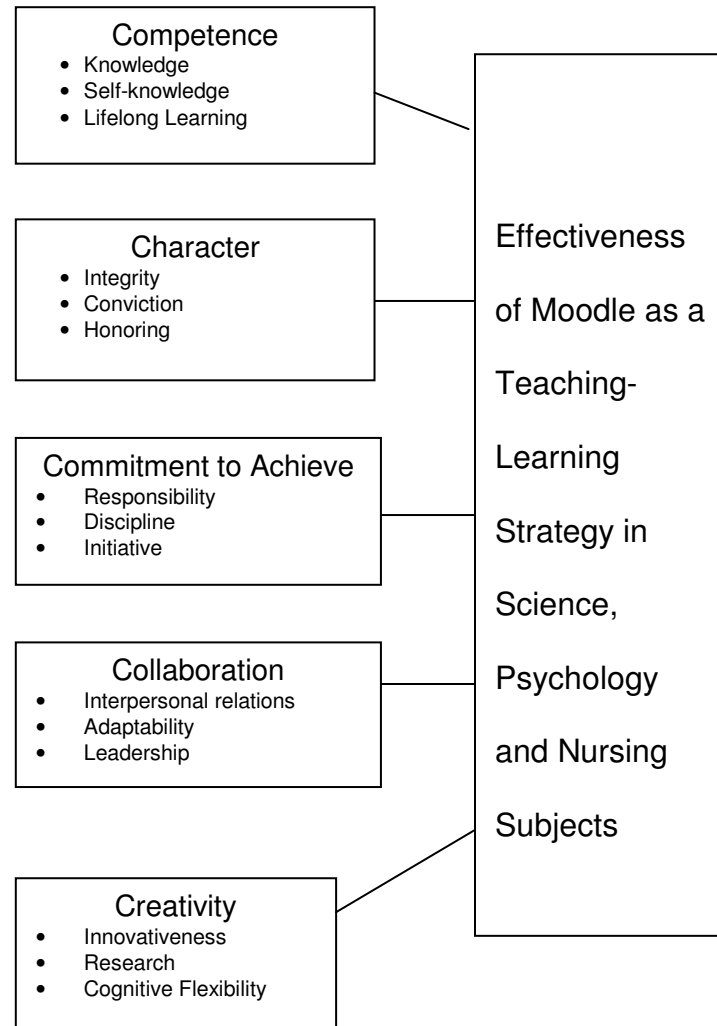 Competence
• Knowledge
• Self-knowledge
• Lifelong Learning
Character
• Integrity
• Conviction
• Honoring
Commitment to Achieve
• Responsibility
• Discipline
• Initiative
Collaboration
• Interpersonal relations
• Adaptability
• Leadership
Creativity
• Innovativeness
• Research
• Cognitive Flexibility
Effectiveness
of Moodle as a
Teaching-
Learning
Strategy in
Science,
Psychology
and Nursing
Subjects